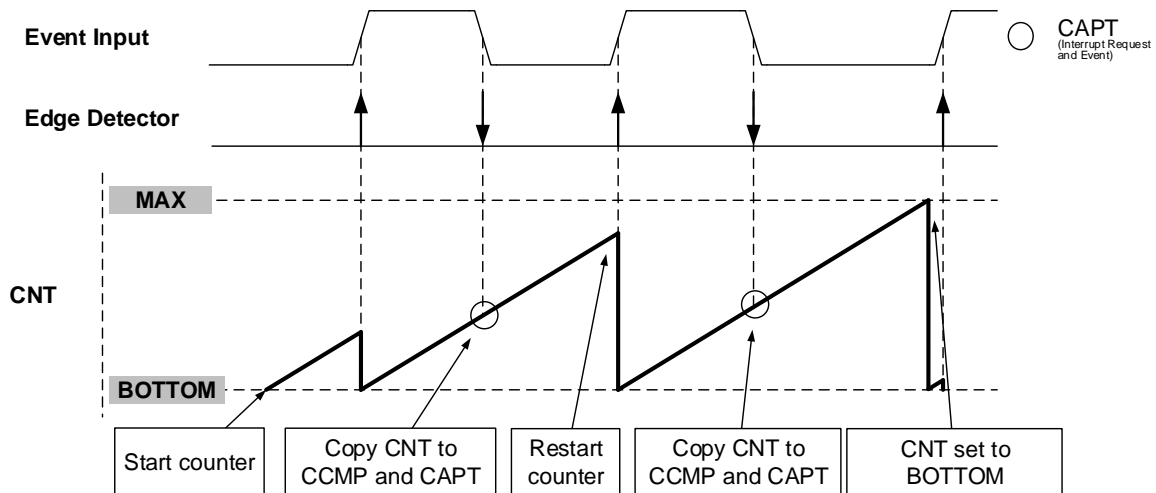 Event Input
CAPT
(Interrupt Request
and Event)
Edge Detector
MAX
CNT
BOTTOM
Start counter
Copy CNT to
CCMP and CAPT
Restart
counter
Copy CNT to
CCMP and CAPT
CNT set to
BOTTOM